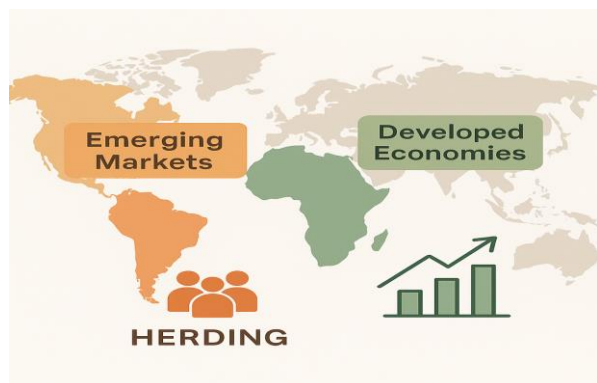 Emerging
Markets
Developed
Economies
HERDING